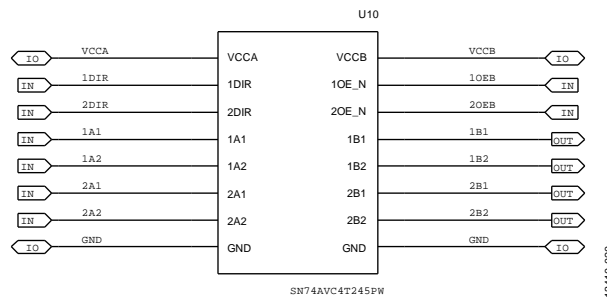 U10
IO VCCA VCCA VCCB VCCB IO
IN 1DIR 1DIR 1OE_N 1OEB IN
IN 2DIR 2DIR 2OE_N 2OEB IN
IN 1A1 1A1 1B1 1B1 OUT
IN 1A2 1A2 1B2 1B2 OUT
IN 2A1 2A1 2B1 2B1 OUT
IN 2A2 2A2 2B2 2B2 OUT
IO GND GND GND GND IO
SN74AVC4T245PW